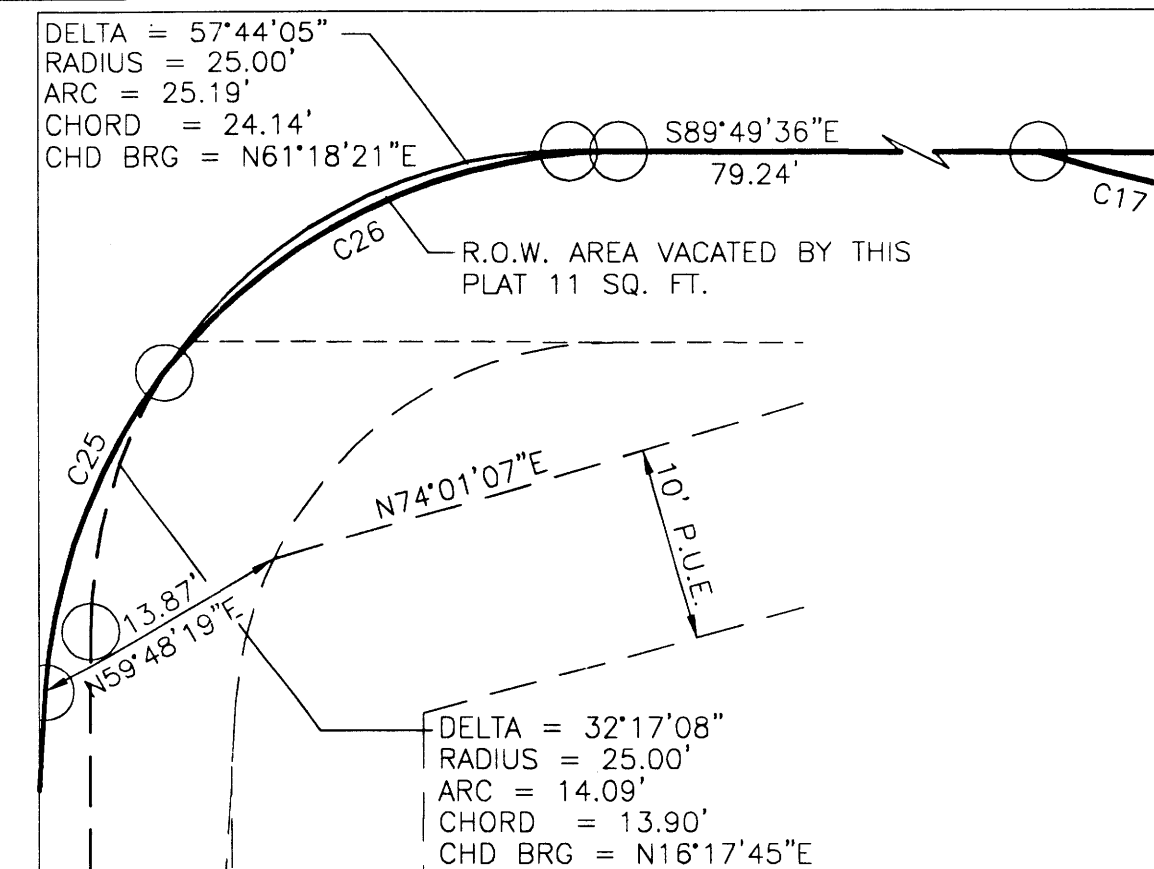 DELTA = 57°44'05"
RADIUS = 25.00'
ARC = 25.19'
CHORD = 24.14'
CHD BRG = N61°18'21"E
S89°49'36"E
79.24'
C17
C26
R.O.W. AREA VACATED BY THIS
PLAT 11 SQ. FT.
C25
N74°01'07"E
10' P.U.E.
13.87'
N59°48'19"E
DELTA = 32°17'08"
RADIUS = 25.00'
ARC = 14.09'
CHORD = 13.90'
CHD BRG = N16°17'45"E